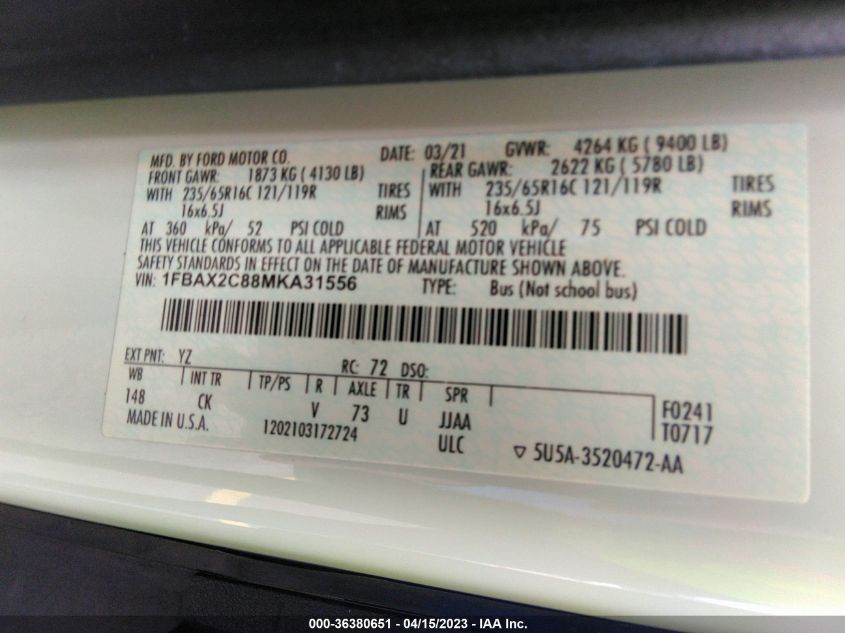 MFD. BY FORD MOTOR CO. DATE: 03/21 GVWR: 4264 KG ( 9400 LB)
FRONT GAWR: 1873 KG ( 4130 LB) REAR GAWR: 2622 KG ( 5780 LB)
WITH 235/65R16C 121/119R TIRES WITH 235/65R16C 121/119R TIRES
16x6.5J RIMS 16x6.5J RIMS
AT 360 kPa/ 52 PSI COLD AT 520 kPa/ 75 PSI COLD
THIS VEHICLE CONFORMS TO ALL APPLICABLE FEDERAL MOTOR VEHICLE
SAFETY STANDARDS IN EFFECT ON THE DATE OF MANUFACTURE SHOWN ABOVE.
VIN: 1FBAX2C88MKA31556 TYPE: Bus (Not school bus)
EXT PNT: YZ RC: 72 DSO:
WB INT TR TP/PS R AXLE TR SPR
148 CK V 73 U JJAA F0241
MADE IN U.S.A. 1202103172724 ULC T0717
▽ 5U5A-3520472-AA
000-36380651 - 04/15/2023 - IAA Inc.